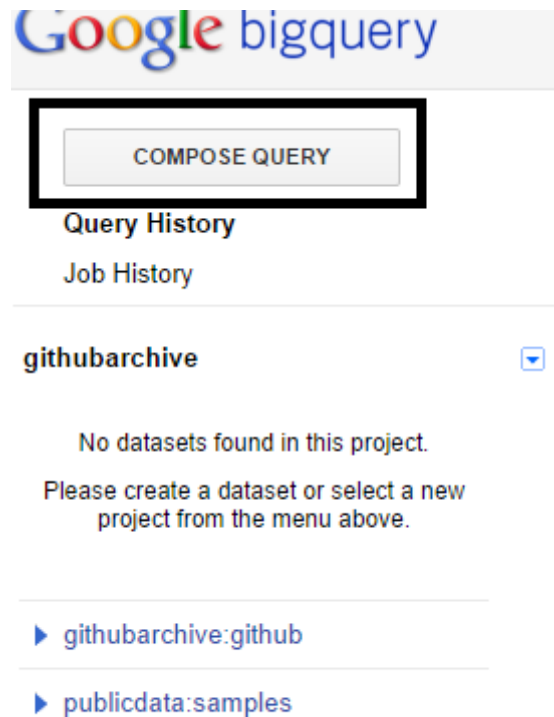 Google bigquery
COMPOSE QUERY
Query History
Job History
githubarchive
No datasets found in this project.
Please create a dataset or select a new
project from the menu above.
githubarchive:github
publicdata:samples